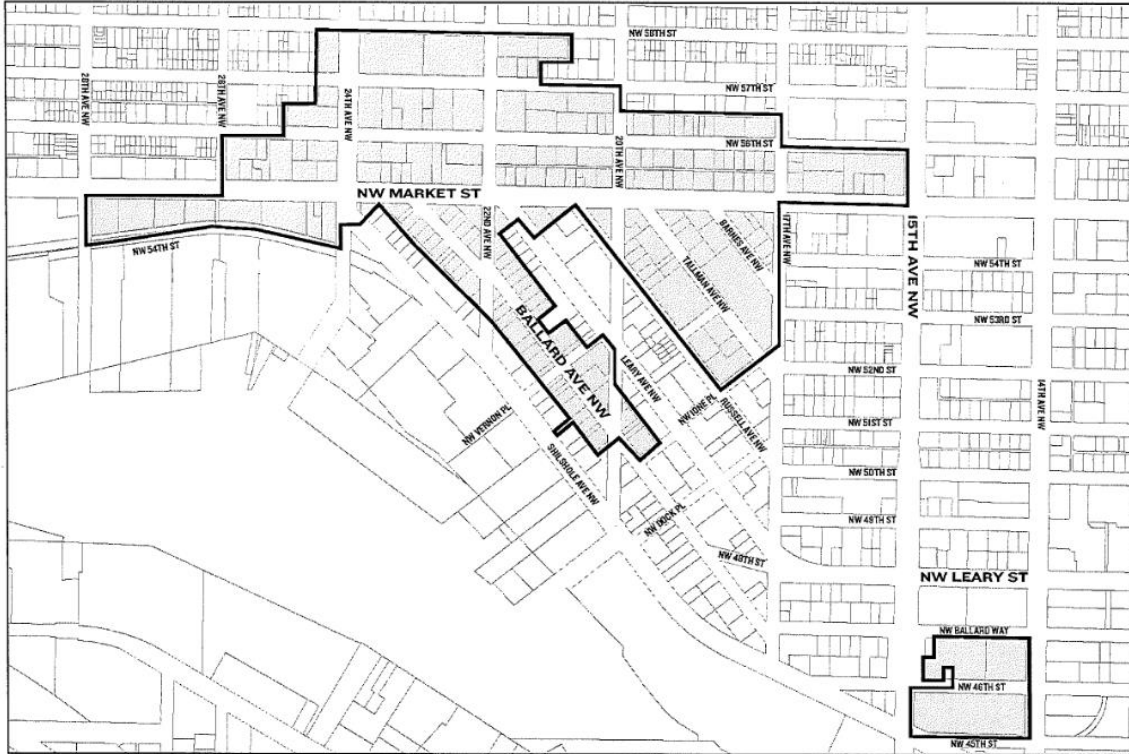 NW 58TH ST
28TH AVE NW
26TH AVE NW
24TH AVE NW
NW 57TH ST
20TH AVE NW
NW 56TH ST
NW MARKET ST
22ND AVE NW
17TH AVE NW
15TH AVE NW
BARNES AVE NW
TALLMAN AVE NW
NW 54TH ST
NW 54TH ST
NW 53RD ST
BALLARD AVE NW
LEARY AVE NW
NW 52ND ST
14TH AVE NW
NW IONE PL
RUSSELL AVE NW
NW VERNON PL
NW 51ST ST
SHILSHOLE AVE NW
NW 50TH ST
NW DOCK PL
NW 49TH ST
NW 48TH ST
NW LEARY ST
NW BALLARD WAY
NW 46TH ST
NW 45TH ST